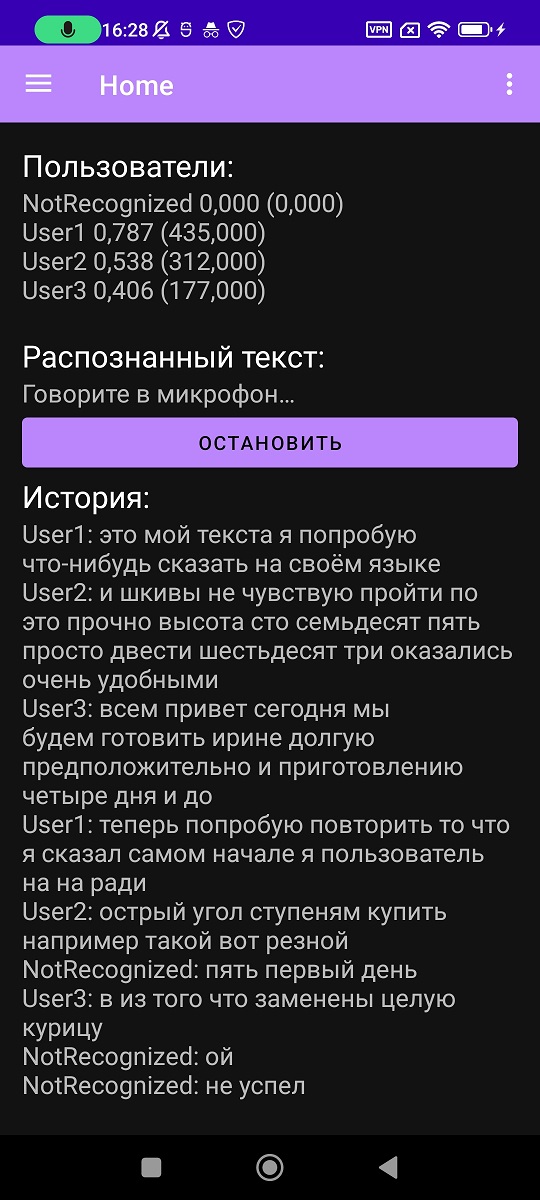 16:28
VPN
Home
Пользователи:
NotRecognized 0,000 (0,000)
User1 0,787 (435,000)
User2 0,538 (312,000)
User3 0,406 (177,000)
Распознанный текст:
Говорите в микрофон...
ОСТАНОВИТЬ
История:
User1: это мой текста я попробую
что-нибудь сказать на своём языке
User2: и шкивы не чувствую пройти по
это прочно высота сто семьдесят пять
просто двести шестьдесят три оказались
очень удобными
User3: всем привет сегодня мы
будем готовить ирине долгую
предположительно и приготовлению
четыре дня и до
User1: теперь попробую повторить то что
я сказал самом начале я пользователь
на на ради
User2: острый угол ступеням купить
например такой вот резной
NotRecognized: пять первый день
User3: в из того что заменены целую
курицу
NotRecognized: ой
NotRecognized: не успел